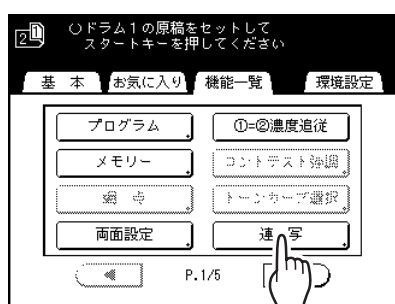 2 1 ○ドラム1の原稿をセットして
スタートキーを押してください
基 本 お気に入り 機能一覧 環境設定
プログラム ①=②濃度追従
メモリー コントラスト強調
両面設定 トーンカーブ選択
連 写
P.1/5